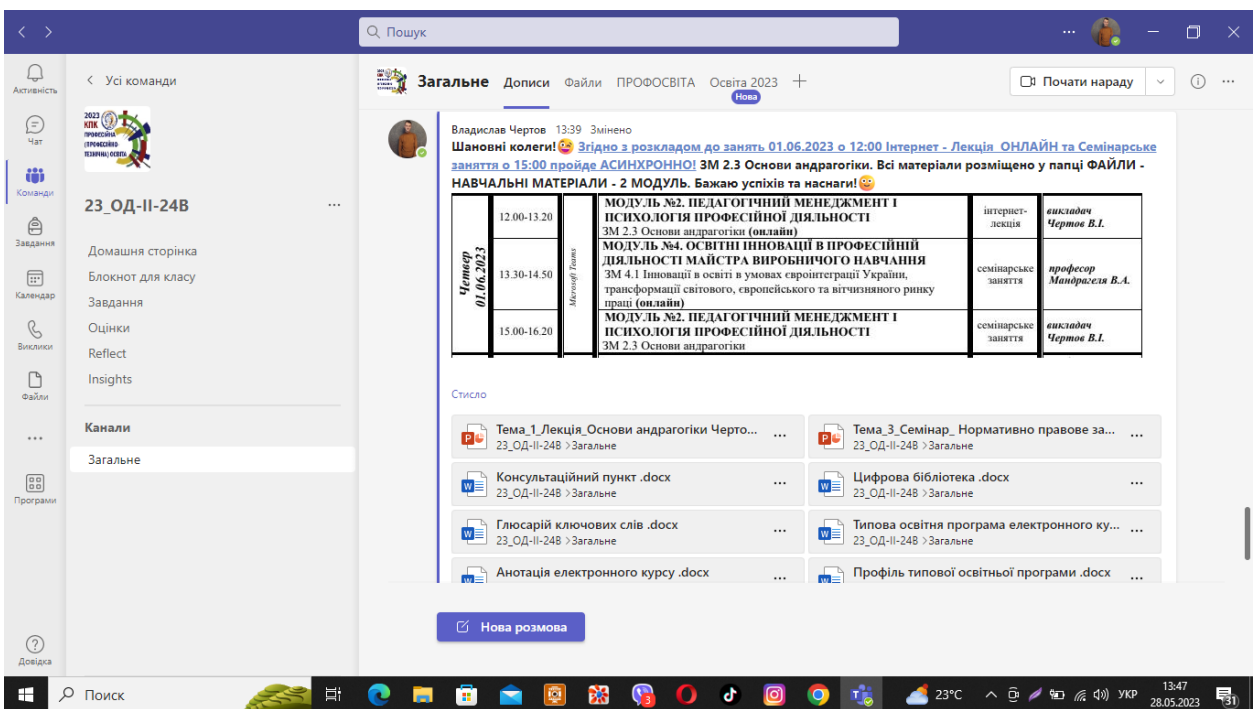 Пошук
Активність
Чат
Команди
Завдання
Календар
Виклики
Файли
Програми
Довідка
Усі команди
2023
КПК
23_ОД-ІІ-24В
Домашня сторінка
Блокнот для класу
Завдання
Оцінки
Reflect
Insights
Канали
Загальне
Загальне Дописи Файли ПРОФОСВІТА Освіта 2023
Нова
Почати нараду
Владислав Чертов 13:39 Змінено
Шановні колеги! Згідно з розкладом до занять 01.06.2023 о 12:00 Інтернет - Лекція ОНЛАЙН та Семінарське
заняття о 15:00 пройде АСИНХРОННО! ЗМ 2.3 Основи андрагогіки. Всі матеріали розміщено у папці ФАЙЛИ -
НАВЧАЛЬНІ МАТЕРІАЛИ - 2 МОДУЛЬ. Бажаю успіхів та наснаги!
Четвер
01.06.2023
Microsoft Teams
12.00-13.20
МОДУЛЬ №2. ПЕДАГОГІЧНИЙ МЕНЕДЖМЕНТ І
ПСИХОЛОГІЯ ПРОФЕСІЙНОЇ ДІЯЛЬНОСТІ
ЗМ 2.3 Основи андрагогіки (онлайн)
інтернет-
лекція
викладач
Чертов В.І.
13.30-14.50
МОДУЛЬ №4. ОСВІТНІ ІННОВАЦІЇ В ПРОФЕСІЙНІЙ
ДІЯЛЬНОСТІ МАЙСТРА ВИРОБНИЧОГО НАВЧАННЯ
ЗМ 4.1 Інновації в освіті в умовах євроінтеграції України,
трансформації світового, європейського та вітчизняного ринку
праці (онлайн)
семінарське
заняття
професор
Мандрагеля В.А.
15.00-16.20
МОДУЛЬ №2. ПЕДАГОГІЧНИЙ МЕНЕДЖМЕНТ І
ПСИХОЛОГІЯ ПРОФЕСІЙНОЇ ДІЯЛЬНОСТІ
ЗМ 2.3 Основи андрагогіки
семінарське
заняття
викладач
Чертов В.І.
Стисло
Тема_1_Лекція_Основи андрагогіки Черто...
23_ОД-ІІ-24В >Загальне
Тема_3_Семінар_ Нормативно правове за...
23_ОД-ІІ-24В >Загальне
Консультаційний пункт .docx
23_ОД-ІІ-24В >Загальне
Цифрова бібліотека .docx
23_ОД-ІІ-24В >Загальне
Глюсарій ключових слів .docx
23_ОД-ІІ-24В >Загальне
Типова освітня програма електронного ку...
23_ОД-ІІ-24В >Загальне
Анотація електронного курсу .docx
Профіль типової освітньої програми .docx
Нова розмова
Поиск
23°C
УКР
13:47
28.05.2023